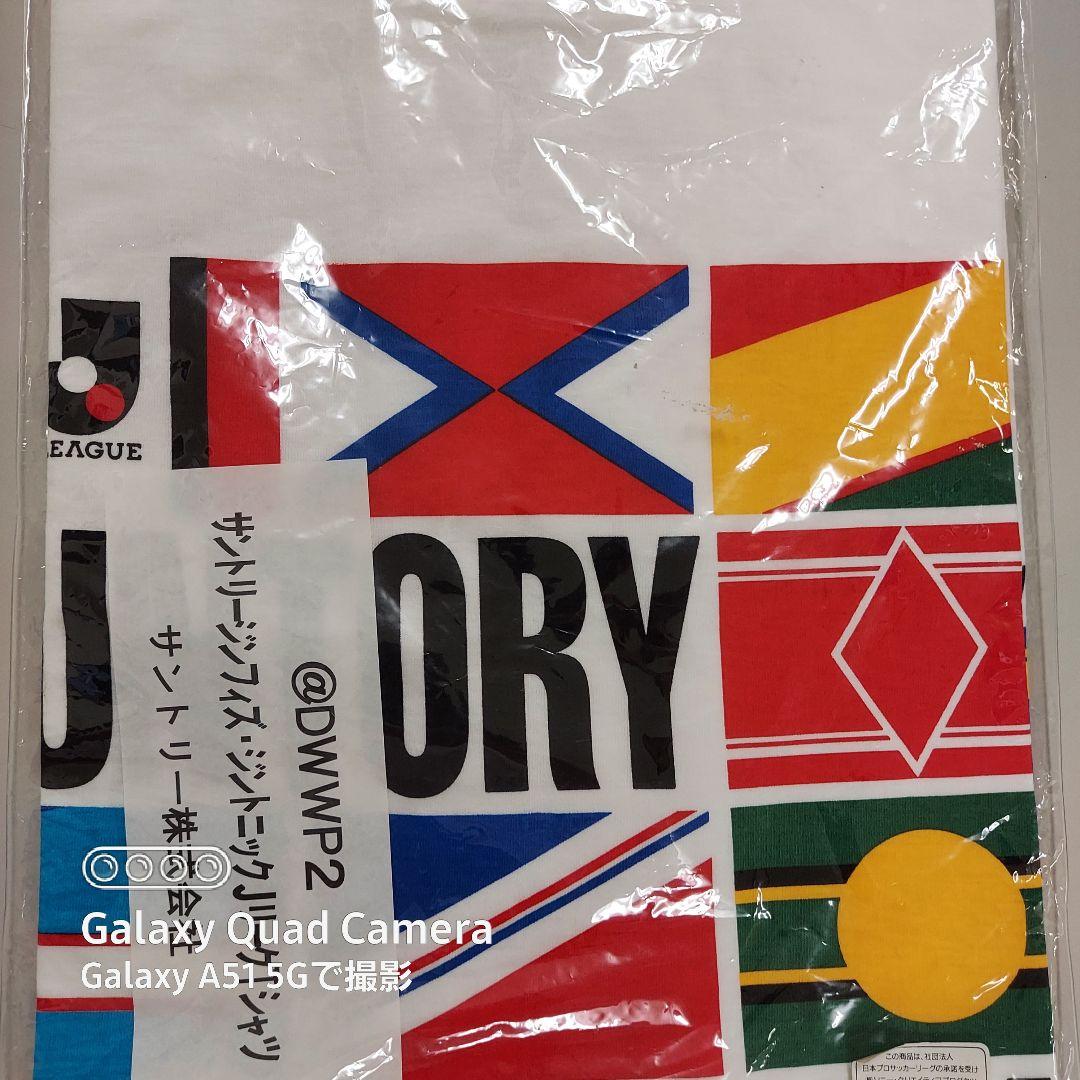 EAGUE
ORY
@DWWP2
サントリージンフィズ・ジントニックJリーグTシャツ
サントリー株式会社
Galaxy Quad Camera
Galaxy A51 5Gで撮影
この商品は、社団法人
日本プロサッカーリーグの承諾を受け